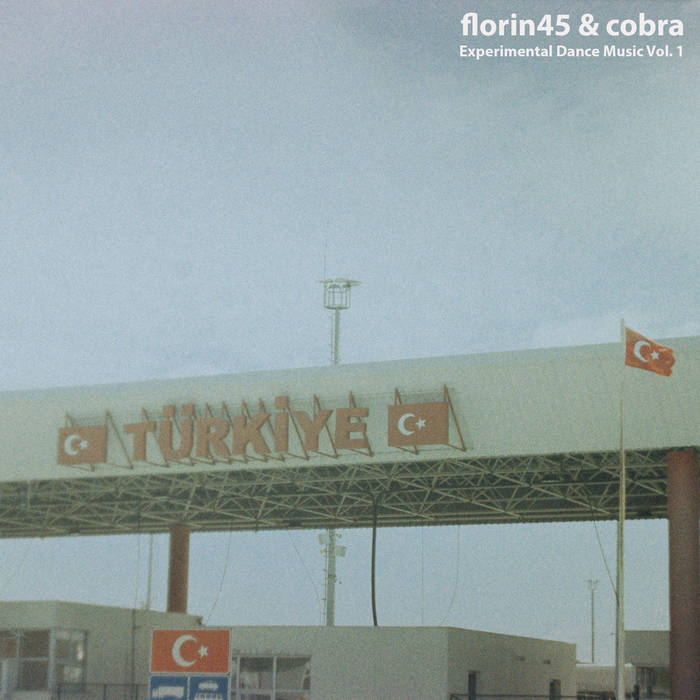 florin45 & cobra
Experimental Dance Music Vol. 1
TÜRKİYE